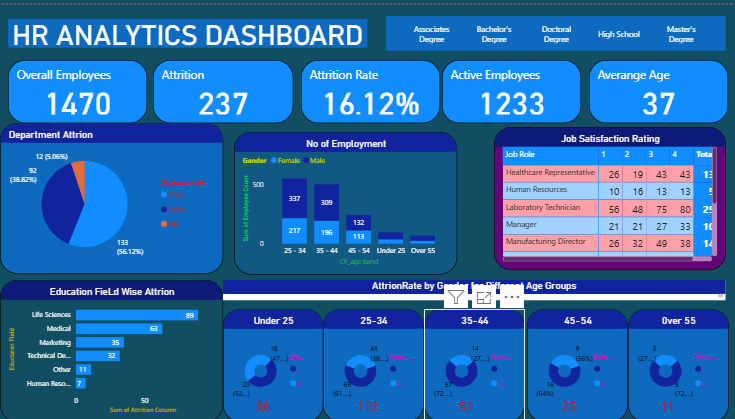 HR ANALYTICS DASHBOARD
Associates Degree
Bachelor's Degree
Doctoral Degree
High School
Master's Degree
Overall Employees
1470
Attrition
237
Attrition Rate
16.12%
Active Employees
1233
Averange Age
37
Department Attrion
12 (5.06%)
92
(38.82%)
133
(56.12%)
No of Employment
Gender Female Male
Sum of Employee Count
500
0
337
217
309
196
132
113
25 - 34
35 - 44
45 - 54
Under 25
Over 55
CF_age band
Job Satisfaction Rating
Job Role 1 2 3 4 Tota
Healthcare Representative 26 19 43 43 13
Human Resources 10 16 13 13
Laboratory Technician 56 48 75 80 25
Manager 21 21 27 33 10
Manufacturing Director 26 32 49 38 14
Education FieLd Wise Attrion
Education Field
Life Sciences 89
Medical 63
Marketing 35
Technical De... 32
Other 11
Human Reso... 7
0 50
Sum of Attrition Column
AttrionRate by Gender for Different Age Groups
Under 25
18
(47...)
20
(52...)
38
25-34
43
(38....)
69
(61....)
112
35-44
14
(27...)
37
(72....)
51
45-54
9
(36%)
16
(64%)
25
Over 55
3
(27...)
8
(72...)
11